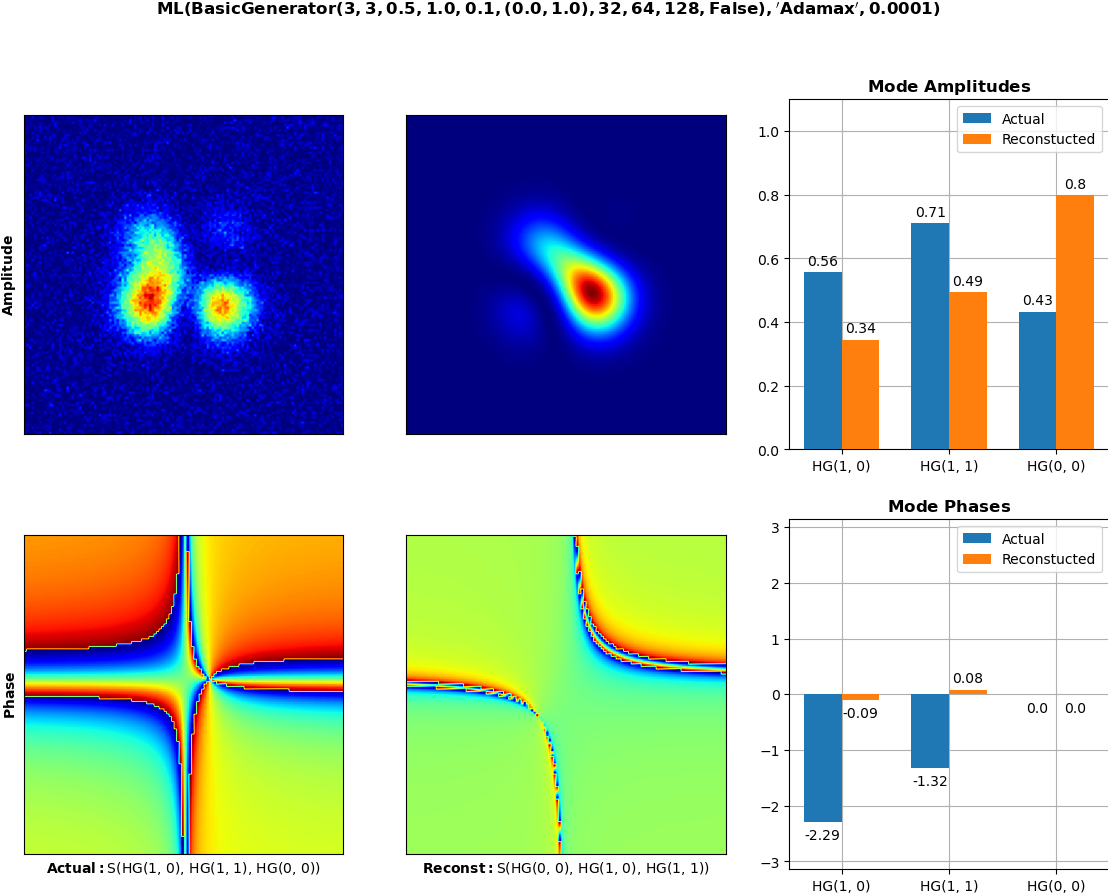 ML(BasicGenerator(3, 3, 0.5, 1.0, 0.1, (0.0, 1.0), 32, 64, 128, False), ′Adamax′, 0.0001)
Amplitude
Mode Amplitudes
Actual
Reconstucted
1.0
0.8
0.6
0.4
0.2
0.0
0.56
0.34
0.71
0.49
0.43
0.8
HG(1, 0)
HG(1, 1)
HG(0, 0)
Phase
Actual: S(HG(1, 0), HG(1, 1), HG(0, 0))
Reconst: S(HG(0, 0), HG(1, 0), HG(1, 1))
Mode Phases
Actual
Reconstucted
3
2
1
0
−1
−2
−3
-2.29
-0.09
-1.32
0.08
0.0
0.0
HG(1, 0)
HG(1, 1)
HG(0, 0)